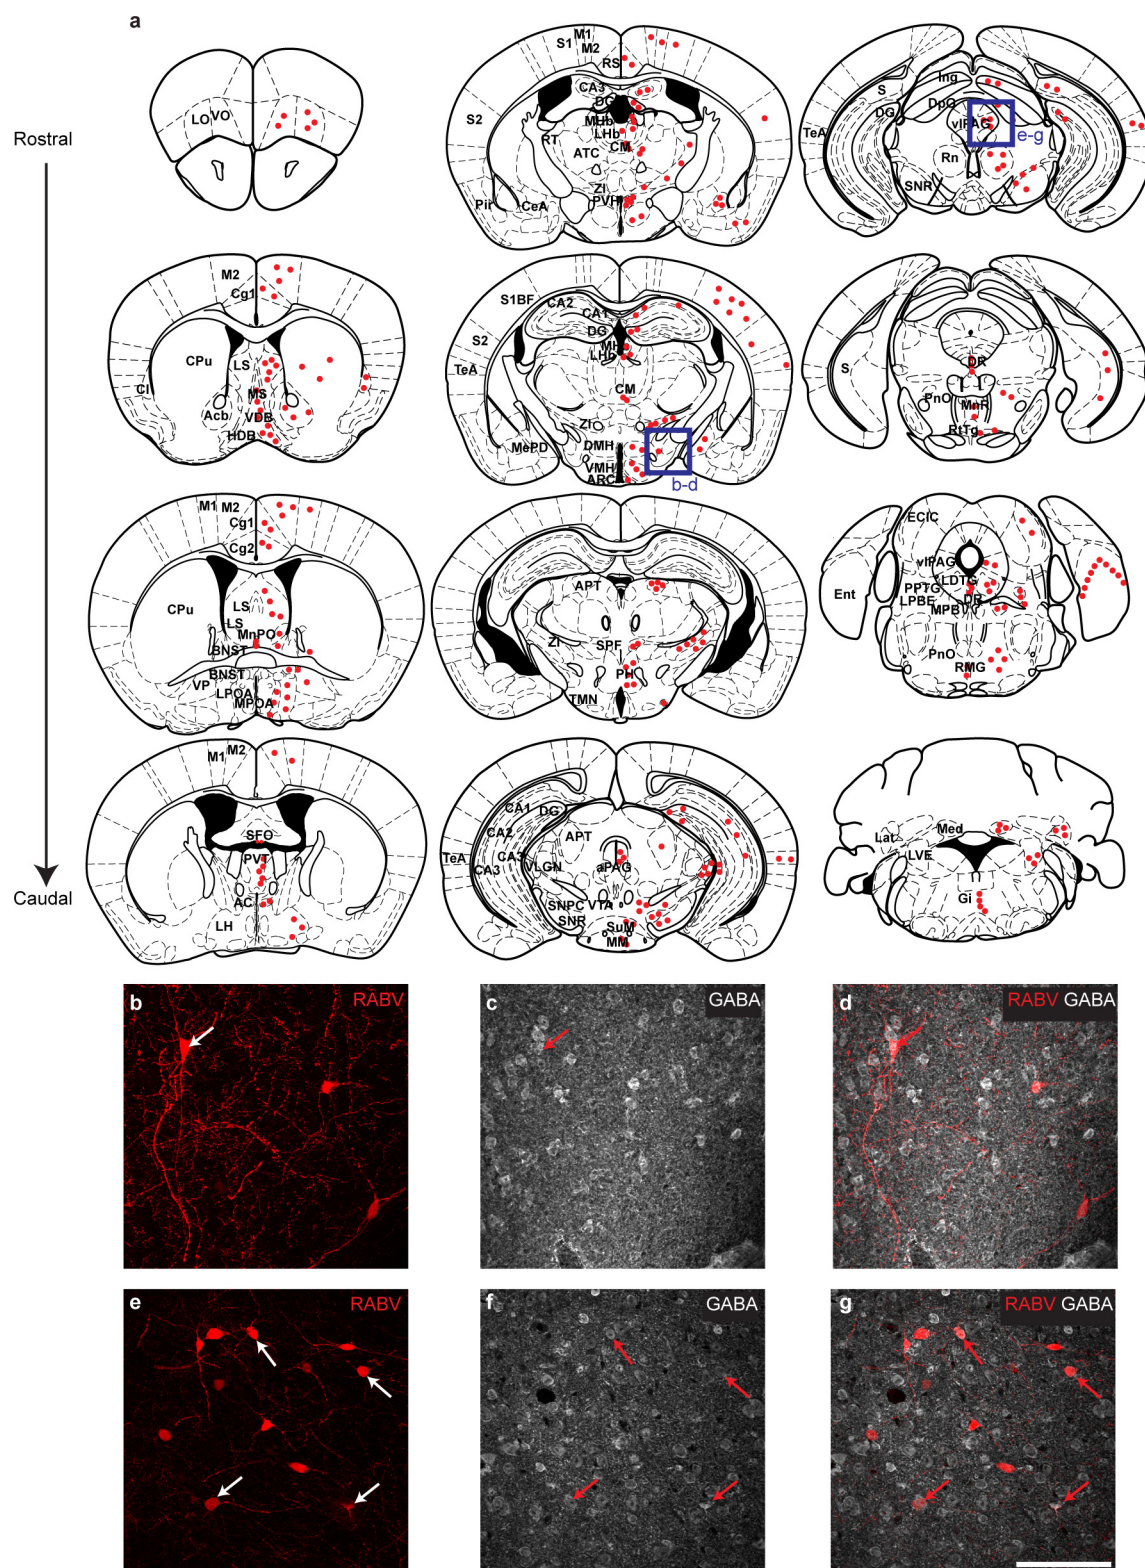 a
Rostral
Caudal
LO
VO
M2
Cg1
CPu
LS
MS
Cl
Acb
VDB
HDB
M1
M2
Cg1
Cg2
CPu
LS
LS
MnPO
BNST
BNST
VP
LPOA
MPOA
M2
M1
SFO
PVT
AC
LH
M1
S1
M2
RS
CA3
DG
S2
MHb
LHb
RT
CM
ATC
ZI
PVH
Pir
CeA
S1BF
CA2
CA1
DG
S2
MH
LHb
TeA
CM
ZI
DMH
MePD
VMH
ARC
b-d
APT
ZI
SPF
PH
TMN
CA1
DG
CA2
APT
TeA
CA3
CA3
LGN
aPAG
SNPC
VTA
SNR
SuM
MM
Ing
S
DpG
DG
TeA
vlPAG
e-g
Rn
SNR
S
DR
PnO
MnR
RtTg
ECIC
vlPAG
Ent
LDTG
PPTG
LPBE
DR
MPB
PnO
RMG
Lat
Med
LVE
Gi
b
RABV
c
GABA
d
RABV GABA
e
RABV
f
GABA
g
RABV GABA